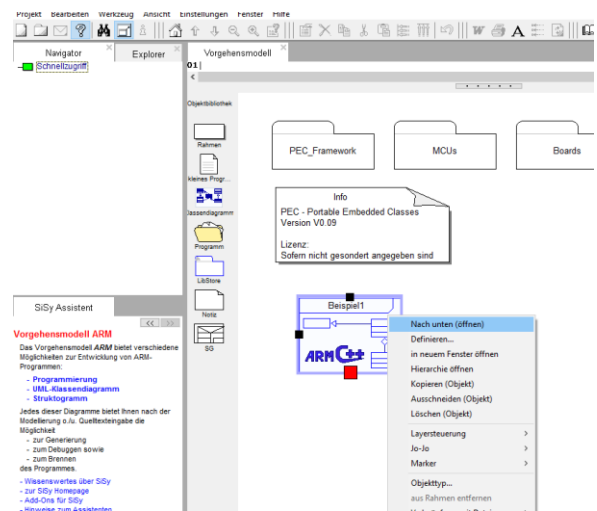 Projekt Bearbeiten Werkzeug Ansicht Einstellungen Fenster Hilfe
Navigator
Explorer
Schnellzugriff
Vorgehensmodell
01
Objektbibliothek
Rahmen
kleines Progr...
lassendiagramm
Programm
LibStore
Notiz
SG
PEC_Framework
MCUs
Boards
Info
PEC - Portable Embedded Classes
Version V0.09
Lizenz:
Sofern nicht gesondert angegeben sind
Beispiel1
ARM C++
Nach unten (öffnen)
Definieren...
in neuem Fenster öffnen
Hierarchie öffnen
Kopieren (Objekt)
Ausschneiden (Objekt)
Löschen (Objekt)
Layersteuerung
Jo-Jo
Marker
Objekttyp...
aus Rahmen entfernen
SiSy Assistent
Vorgehensmodell ARM
Das Vorgehensmodell ARM bietet verschiedene
Möglichkeiten zur Entwicklung von ARM-
Programmen:
- Programmierung
- UML-Klassendiagramm
- Struktogramm
Jedes dieser Diagramme bietet Ihnen nach der
Modellierung o./u. Quelltexteingabe die
Möglichkeit
- zur Generierung
- zum Debuggen sowie
- zum Brennen
des Programmes.
- Wissenswertes über SiSy
- zur SiSy Homepage
- Add-Ons für SiSy
- Hinweise zum Assistenten